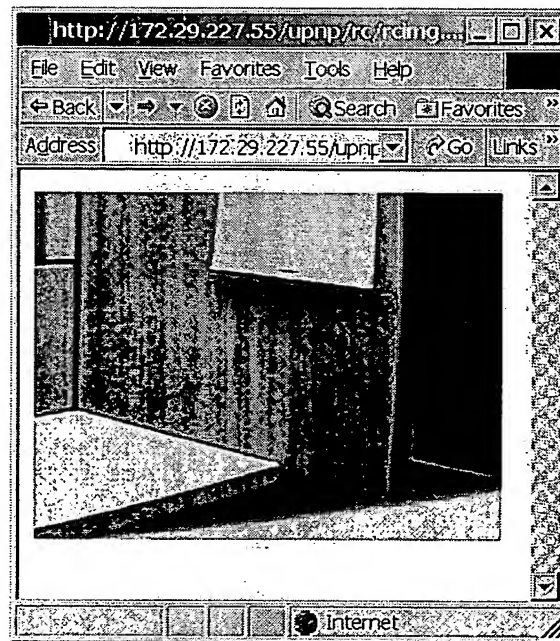 http://172.29.227.55/upnp/rc/rcimg....
File Edit View Favorites Tools Help
Back Search Favorites »
Address http://172.29.227.55/upnp Go Links »
Internet